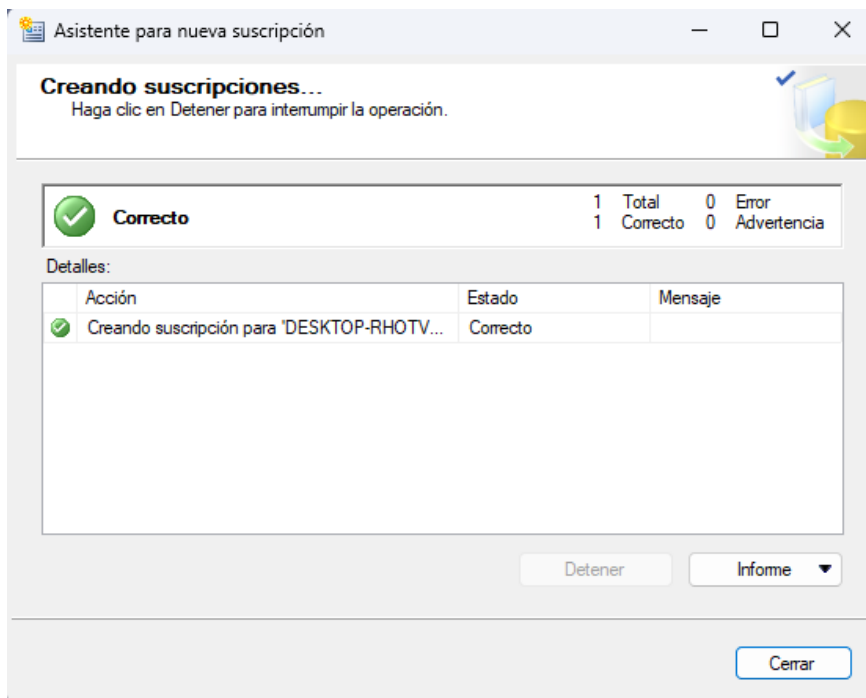 Asistente para nueva suscripción
Creando suscripciones...
Haga clic en Detener para interrumpir la operación.
Correcto
1 Total 0 Error
1 Correcto 0 Advertencia
Detalles:
Acción Estado Mensaje
Creando suscripción para 'DESKTOP-RHOTV... Correcto
Detener Informe
Cerrar